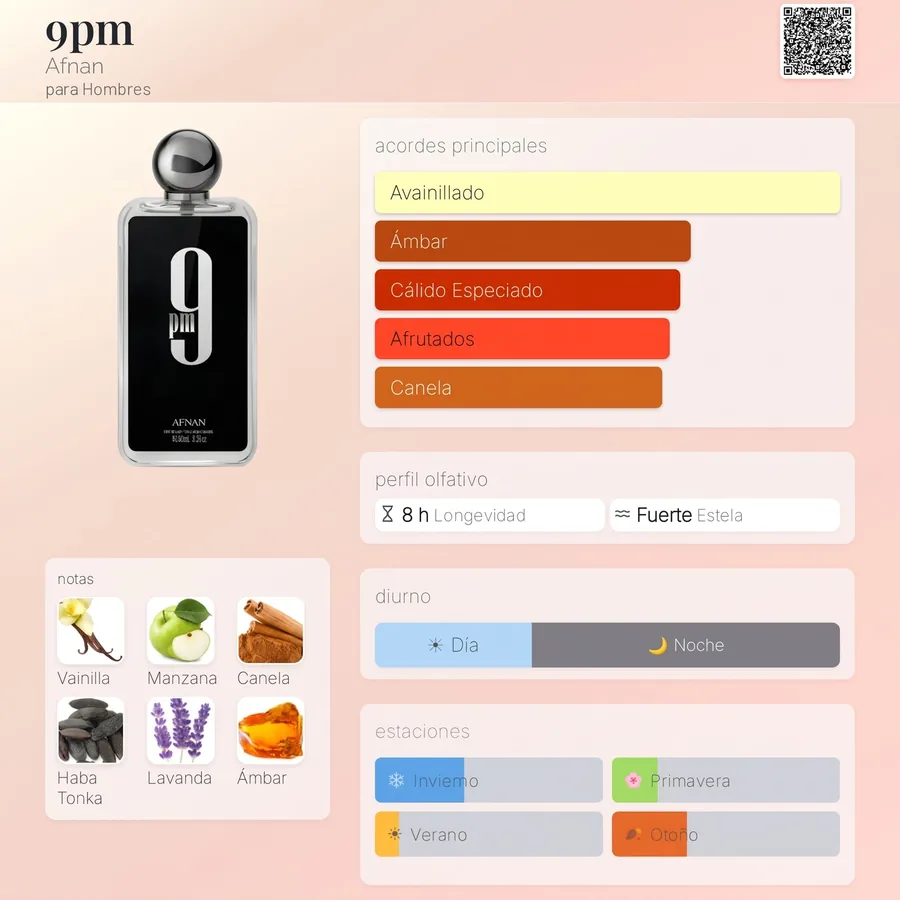 9pm
Afnan
para Hombres
9
pm
AFNAN
acordes principales
Avainillado
Ámbar
Cálido Especiado
Afrutados
Canela
perfil olfativo
8 h Longevidad
Fuerte Estela
diurno
Día
Noche
notas
Vainilla
Manzana
Canela
Haba
Tonka
Lavanda
Ámbar
estaciones
Invierno
Primavera
Verano
Otoño